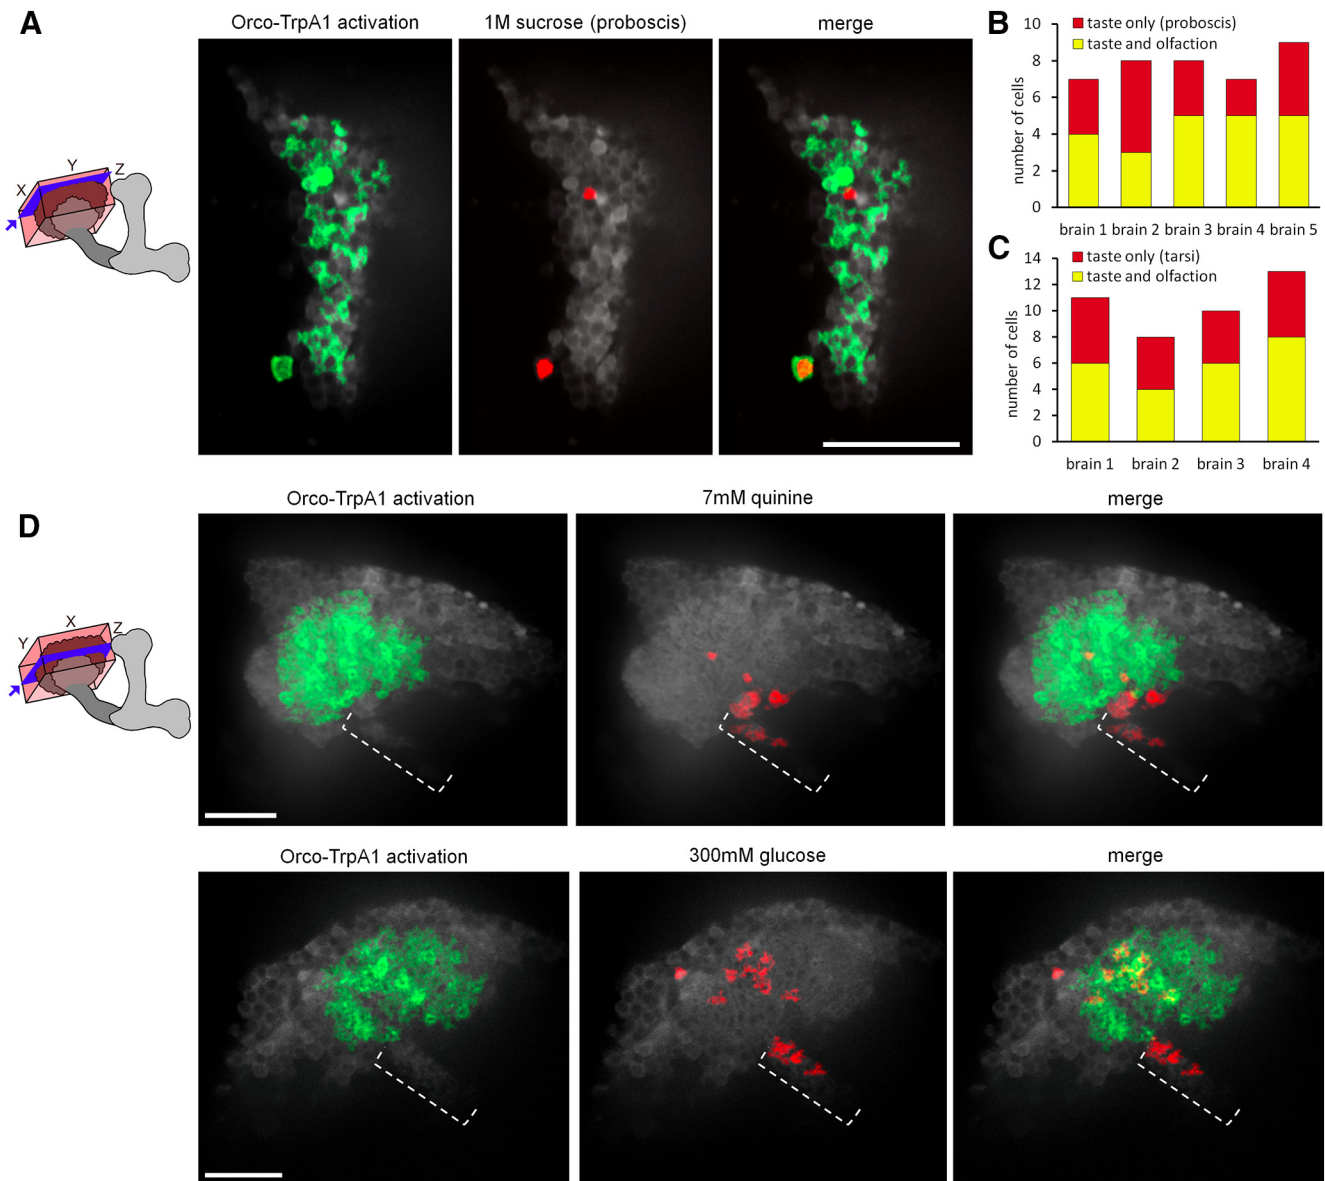 A
Orco-TrpA1 activation
1M sucrose (proboscis)
merge
X
Y
Z
B
taste only (proboscis)
taste and olfaction
number of cells
10
8
6
4
2
0
brain 1 brain 2 brain 3 brain 4 brain 5
C
taste only (tarsi)
taste and olfaction
number of cells
14
12
10
8
6
4
2
0
brain 1 brain 2 brain 3 brain 4
D
Orco-TrpA1 activation
7mM quinine
merge
Y
X
Z
Orco-TrpA1 activation
300mM glucose
merge